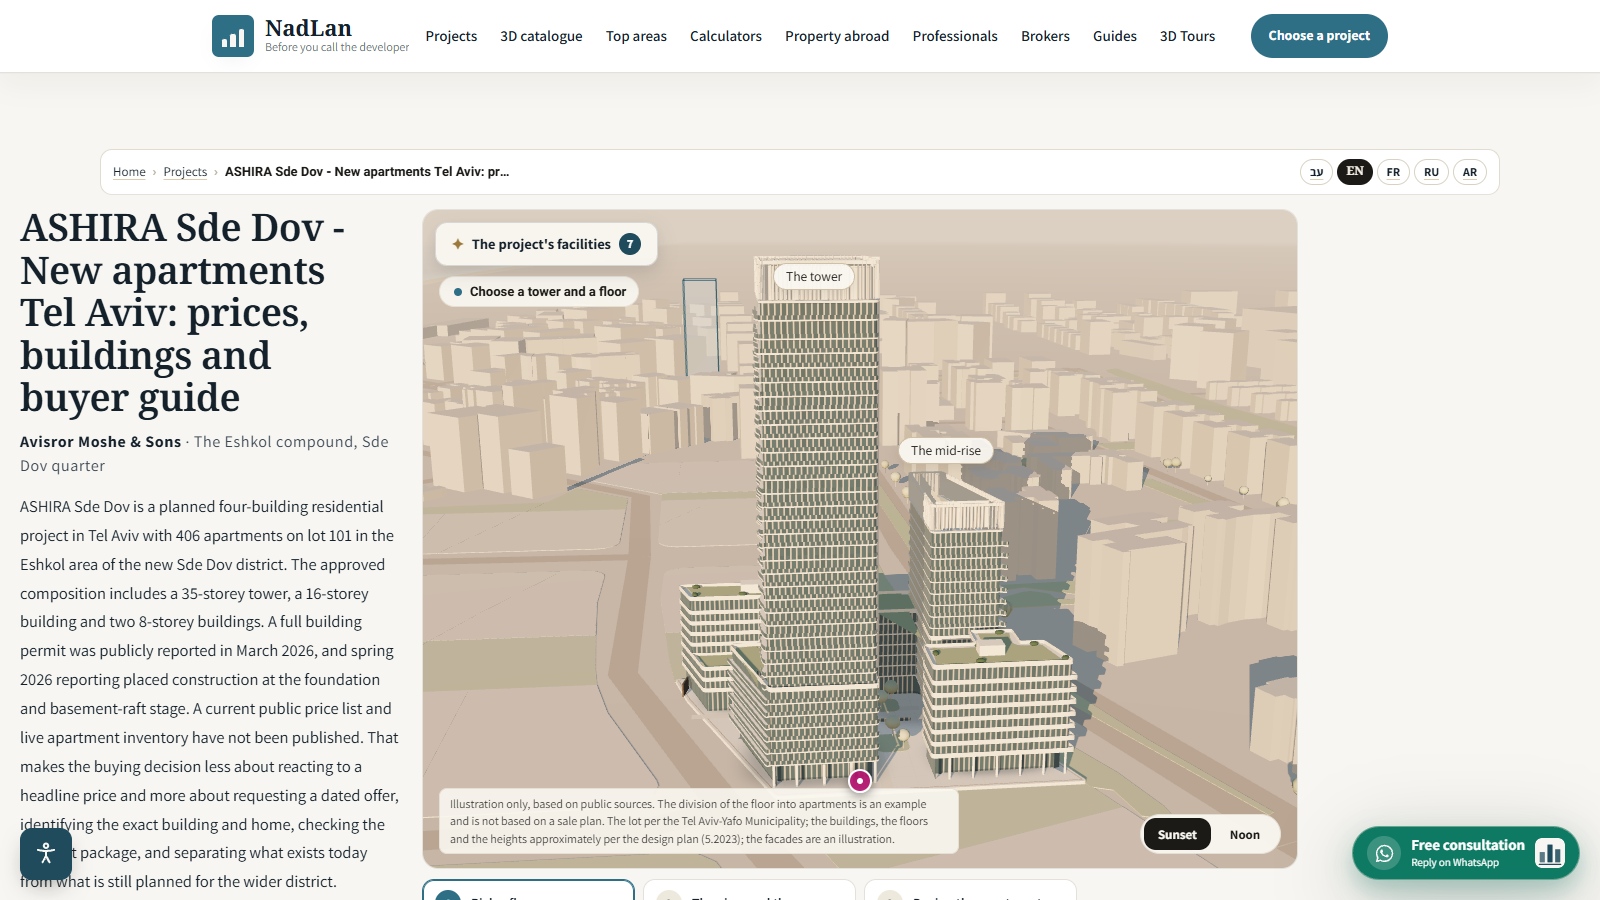 NadLan
Before you call the developer
Projects
3D catalogue
Top areas
Calculators
Property abroad
Professionals
Brokers
Guides
3D Tours
Choose a project
Home › Projects › ASHIRA Sde Dov - New apartments Tel Aviv: pr...
עב
EN
FR
RU
AR
ASHIRA Sde Dov -
New apartments
Tel Aviv: prices,
buildings and
buyer guide
Avisror Moshe & Sons · The Eshkol compound, Sde
Dov quarter
ASHIRA Sde Dov is a planned four-building residential
project in Tel Aviv with 406 apartments on lot 101 in the
Eshkol area of the new Sde Dov district. The approved
composition includes a 35-storey tower, a 16-storey
building and two 8-storey buildings. A full building
permit was publicly reported in March 2026, and spring
2026 reporting placed construction at the foundation
and basement-raft stage. A current public price list and
live apartment inventory have not been published. That
makes the buying decision less about reacting to a
headline price and more about requesting a dated offer,
identifying the exact building and home, checking the
package, and separating what exists today
from what is still planned for the wider district.
The project's facilities 7
Choose a tower and a floor
The tower
The mid-rise
Illustration only, based on public sources. The division of the floor into apartments is an example
and is not based on a sale plan. The lot per the Tel Aviv-Yafo Municipality; the buildings, the floors
and the heights approximately per the design plan (5.2023); the facades are an illustration.
Sunset
Noon
Free consultation
Reply on WhatsApp